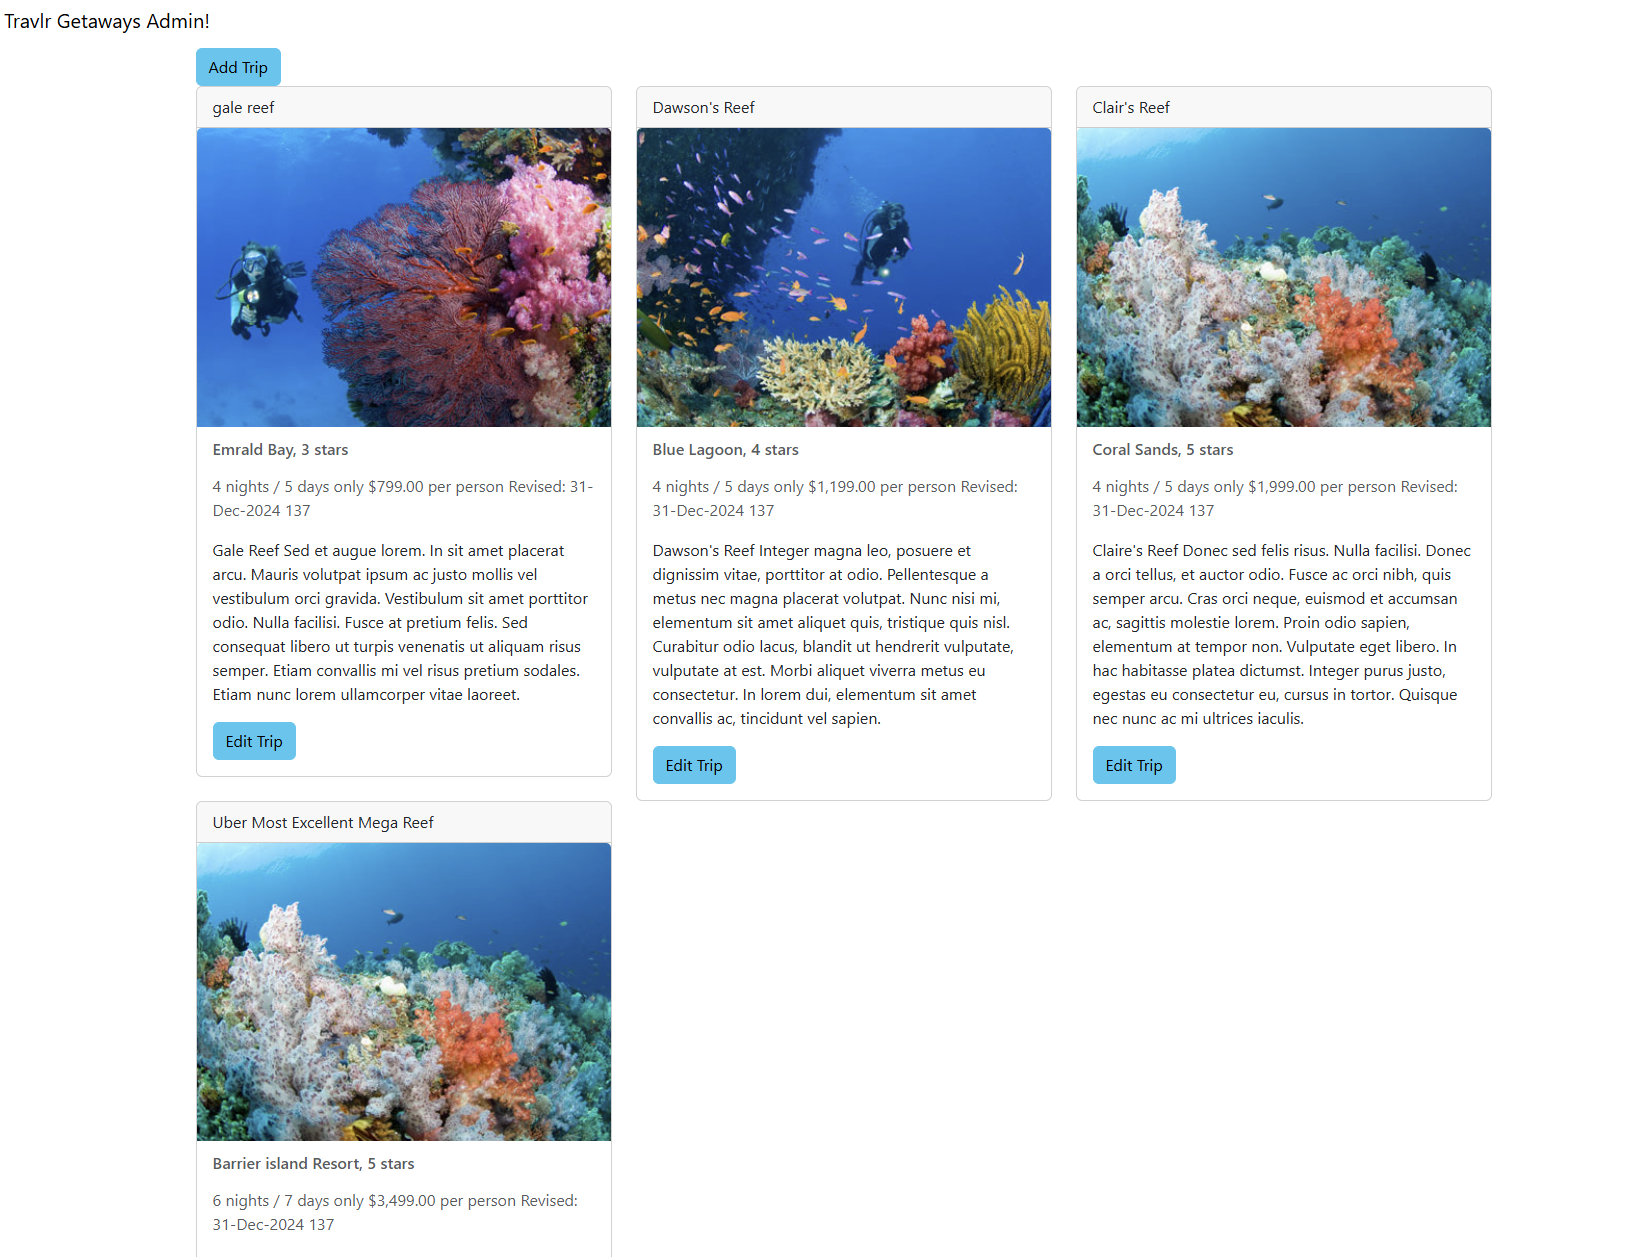 Travlr Getaways Admin!
Add Trip
gale reef
Emrald Bay, 3 stars
4 nights / 5 days only $799.00 per person Revised: 31-
Dec-2024 137
Gale Reef Sed et augue lorem. In sit amet placerat
arcu. Mauris volutpat ipsum ac justo mollis vel
vestibulum orci gravida. Vestibulum sit amet porttitor
odio. Nulla facilisi. Fusce at pretium felis. Sed
consequat libero ut turpis venenatis ut aliquam risus
semper. Etiam convallis mi vel risus pretium sodales.
Etiam nunc lorem ullamcorper vitae laoreet.
Edit Trip
Dawson's Reef
Blue Lagoon, 4 stars
4 nights / 5 days only $1,199.00 per person Revised:
31-Dec-2024 137
Dawson's Reef Integer magna leo, posuere et
dignissim vitae, porttitor at odio. Pellentesque a
metus nec magna placerat volutpat. Nunc nisi mi,
elementum sit amet aliquet quis, tristique quis nisl.
Curabitur odio lacus, blandit ut hendrerit vulputate,
vulputate at est. Morbi aliquet viverra metus eu
consectetur. In lorem dui, elementum sit amet
convallis ac, tincidunt vel sapien.
Edit Trip
Clair's Reef
Coral Sands, 5 stars
4 nights / 5 days only $1,999.00 per person Revised:
31-Dec-2024 137
Claire's Reef Donec sed felis risus. Nulla facilisi. Donec
a orci tellus, et auctor odio. Fusce ac orci nibh, quis
semper arcu. Cras orci neque, euismod et accumsan
ac, sagittis molestie lorem. Proin odio sapien,
elementum at tempor non. Vulputate eget libero. In
hac habitasse platea dictumst. Integer purus justo,
egestas eu consectetur eu, cursus in tortor. Quisque
nec nunc ac mi ultrices iaculis.
Edit Trip
Uber Most Excellent Mega Reef
Barrier island Resort, 5 stars
6 nights / 7 days only $3,499.00 per person Revised:
31-Dec-2024 137